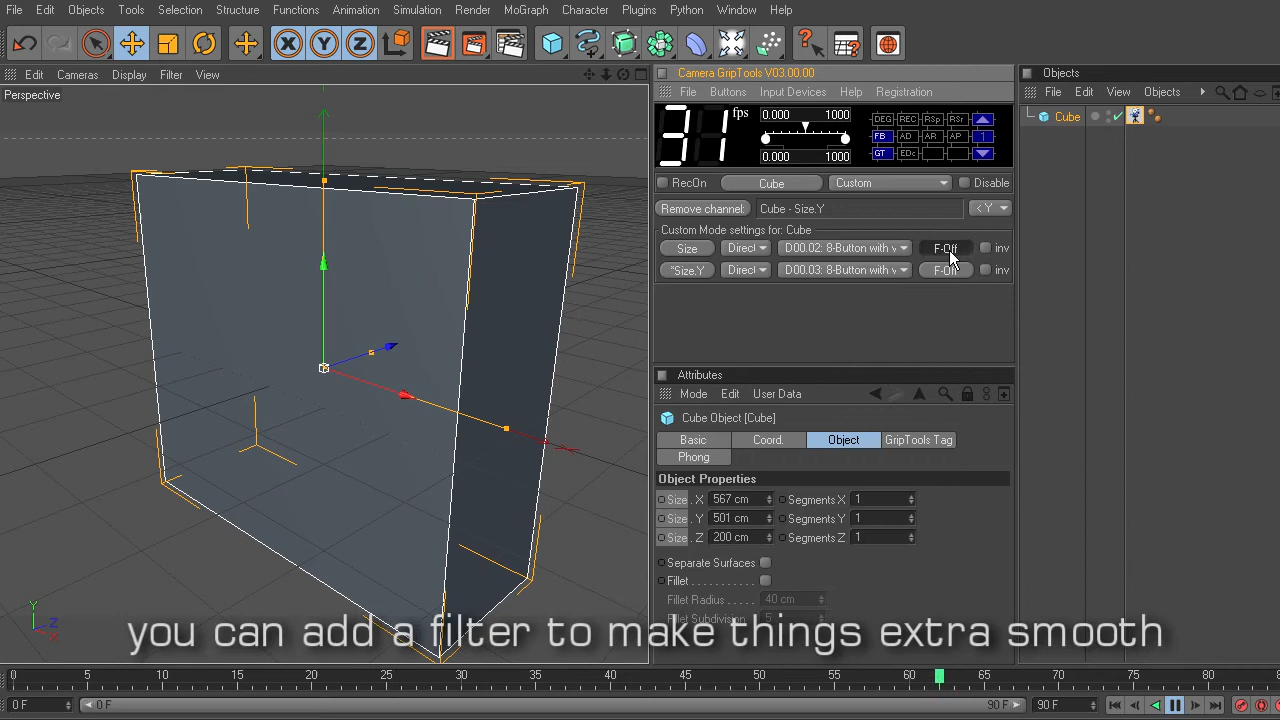 File Edit Objects Tools Selection Structure Functions Animation Simulation Render MoGraph Character Plugins Python Window Help
X Y Z
Edit Cameras Display Filter View
Perspective
Camera GripTools V03.00.00
File Buttons Input Devices Help Registration
31 fps
0.000 1000
0.000 1000
DEG REC RSp RSr
FB AD AR AP 1
GT EDc
RecOn Cube Custom Disable
Remove channel: Cube - Size.Y < Y
Custom Mode settings for: Cube
Size Direct D00.02: 8-Button with v F-Off inv
*Size.Y Direct D00.03: 8-Button with v F-Off inv
Attributes
Mode Edit User Data
Cube Object [Cube]
Basic Coord. Object GripTools Tag
Phong
Object Properties
Size . X 567 cm Segments X 1
Size . Y 501 cm Segments Y 1
Size . Z 200 cm Segments Z 1
Separate Surfaces
Fillet
Fillet Radius 40 cm
Fillet Subdivision 5
Objects
File Edit View Objects
Cube
Y
Z
X
you can add a filter to make things extra smooth
0 5 10 15 20 25 30 35 40 45 50 55 60 65 70 75 80
0 F 0 F 90 F 90 F